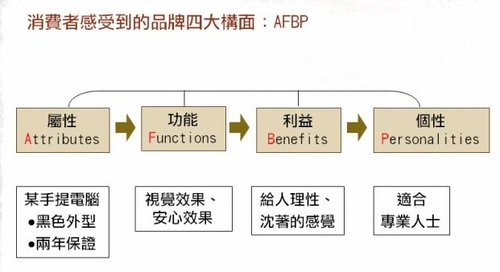 消費者感受到的品牌四大構面：AFBP
屬性
Attributes
功能
Functions
利益
Benefits
個性
Personalities
某手提電腦
●黑色外型
●兩年保證
視覺效果、
安心效果
給人理性、
沈著的感覺
適合
專業人士